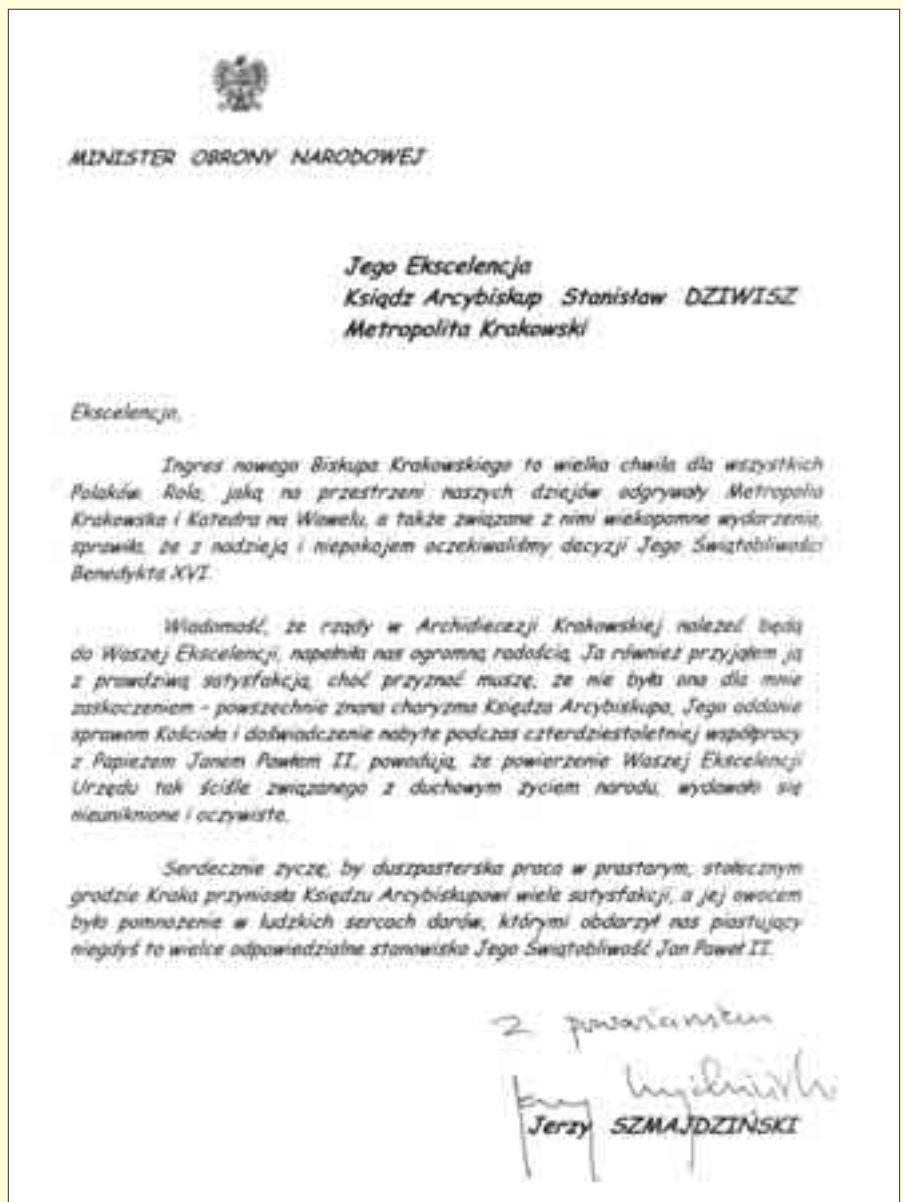 MINISTER OBRONY NARODOWEJ
Jego Ekscelencja
Ksiądz Arcybiskup Stanisław DZIWISZ
Metropolita Krakowski
Ekscelencjo,
Ingres nowego Biskupa Krakowskiego to wielka chwila dla wszystkich
Polaków. Rola, jaką na przestrzeni naszych dziejów odgrywały Metropolia
Krakowska i Katedra na Wawelu, a także związane z nimi wiekopomne wydarzenia,
sprawiło, że z nadzieją i niepokojem oczekiwaliśmy decyzji Jego Świątobliwości
Benedykta XVI.
Wiadomość, że rządy w Archidiecezji Krakowskiej należeć będą
do Waszej Ekscelencji, napełniła nas ogromną radością. Ja również przyjąłem ją
z prawdziwą satysfakcją, choć przyznać muszę, że nie była ona dla mnie
zaskoczeniem – powszechnie znana charyzma Księdza Arcybiskupa, Jego oddanie
sprawom Kościoła i doświadczenie nabyte podczas czterdziestoletniej współpracy
z Papieżem Janem Pawłem II, powodują, że powierzenie Waszej Ekscelencji
Urzędu tak ściśle związanego z duchowym życiem narodu, wydawało się
nieuniknione i oczywiste.
Serdecznie życzę, by duszpasterska praca w prastarym, stołecznym
grodzie Kraka przyniosła Księdzu Arcybiskupowi wiele satysfakcji, a jej owocem
było pomnożenie w ludzkich sercach darów, którymi obdarzył nas piastujący
niegdyś to wielce odpowiedzialne stanowisko Jego Świątobliwość Jan Paweł II.
Z poważaniem
Jerzy SZMAJDZIŃSKI